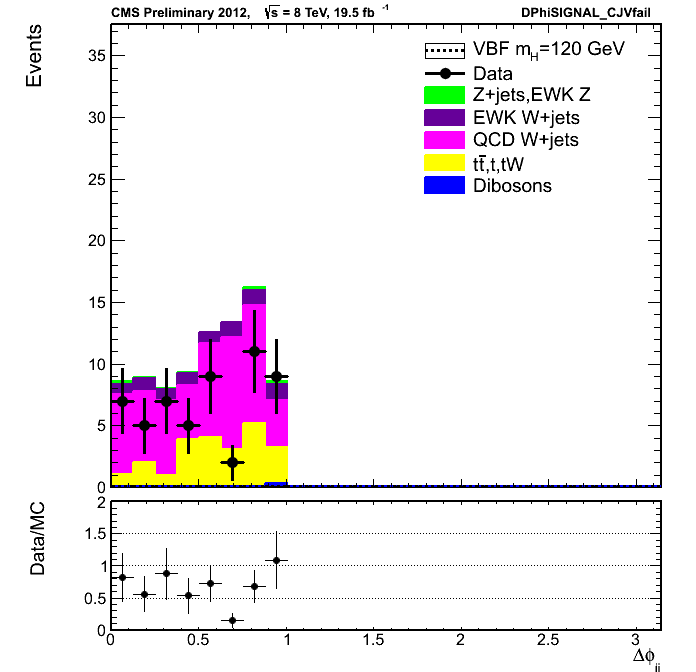 CMS Preliminary 2012, √s = 8 TeV, 19.5 fb⁻¹ DPhiSIGNAL_CJVfail
Events
VBF m_H=120 GeV
Data
Z+jets,EWK Z
EWK W+jets
QCD W+jets
tt̄,t,tW
Dibosons
35
30
25
20
15
10
5
0
Data/MC
2
1.5
1
0.5
0
0 0.5 1 1.5 2 2.5 3
Δϕ_jj